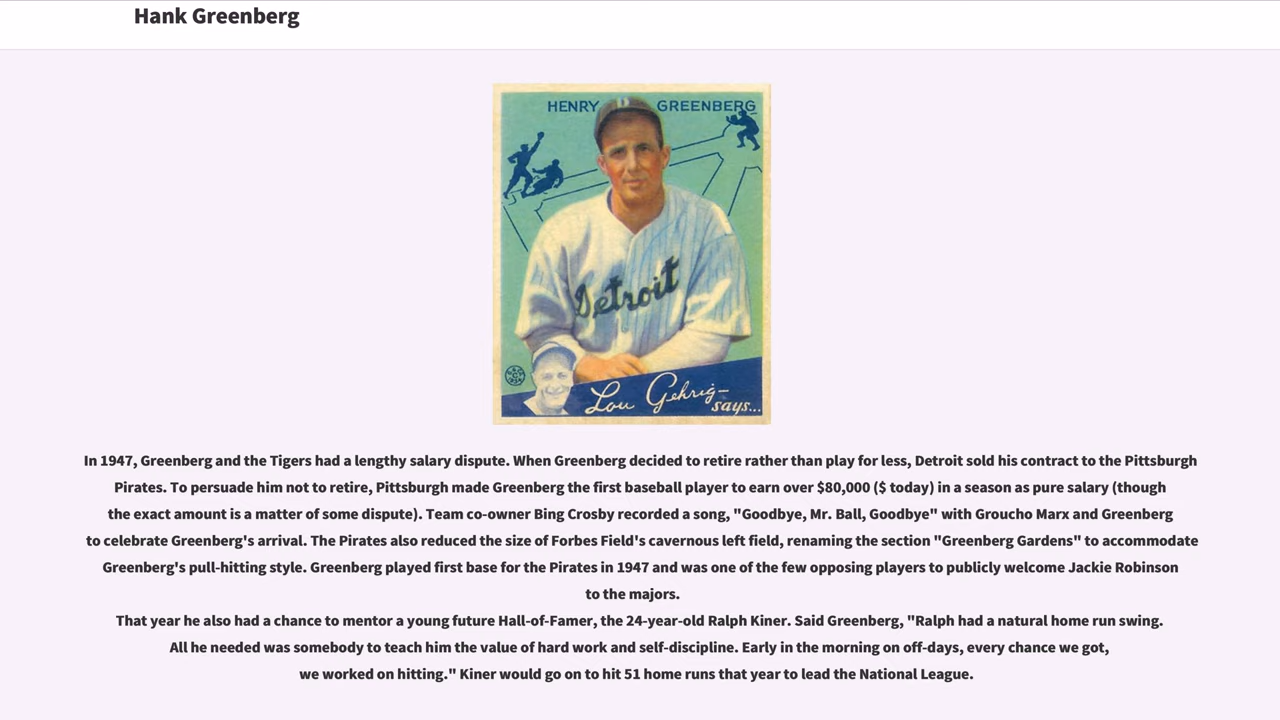 Hank Greenberg
HENRY GREENBERG
Detroit
Lou Gehrig–
says...
In 1947, Greenberg and the Tigers had a lengthy salary dispute. When Greenberg decided to retire rather than play for less, Detroit sold his contract to the Pittsburgh
Pirates. To persuade him not to retire, Pittsburgh made Greenberg the first baseball player to earn over $80,000 ($ today) in a season as pure salary (though
the exact amount is a matter of some dispute). Team co-owner Bing Crosby recorded a song, "Goodbye, Mr. Ball, Goodbye" with Groucho Marx and Greenberg
to celebrate Greenberg's arrival. The Pirates also reduced the size of Forbes Field's cavernous left field, renaming the section "Greenberg Gardens" to accommodate
Greenberg's pull-hitting style. Greenberg played first base for the Pirates in 1947 and was one of the few opposing players to publicly welcome Jackie Robinson
to the majors.
That year he also had a chance to mentor a young future Hall-of-Famer, the 24-year-old Ralph Kiner. Said Greenberg, "Ralph had a natural home run swing.
All he needed was somebody to teach him the value of hard work and self-discipline. Early in the morning on off-days, every chance we got,
we worked on hitting." Kiner would go on to hit 51 home runs that year to lead the National League.